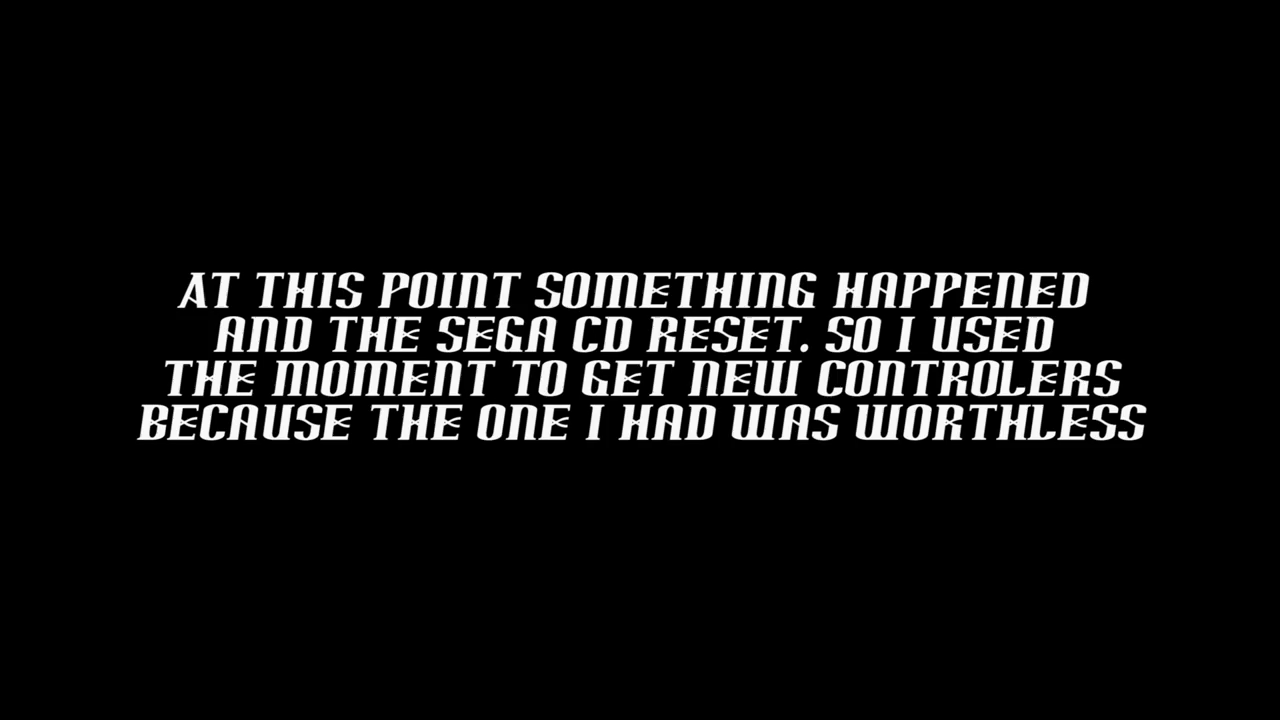 AT THIS POINT SOMETHING HAPPENED
AND THE SEGA CD RESET. SO I USED
THE MOMENT TO GET NEW CONTROLERS
BECAUSE THE ONE I HAD WAS WORTHLESS